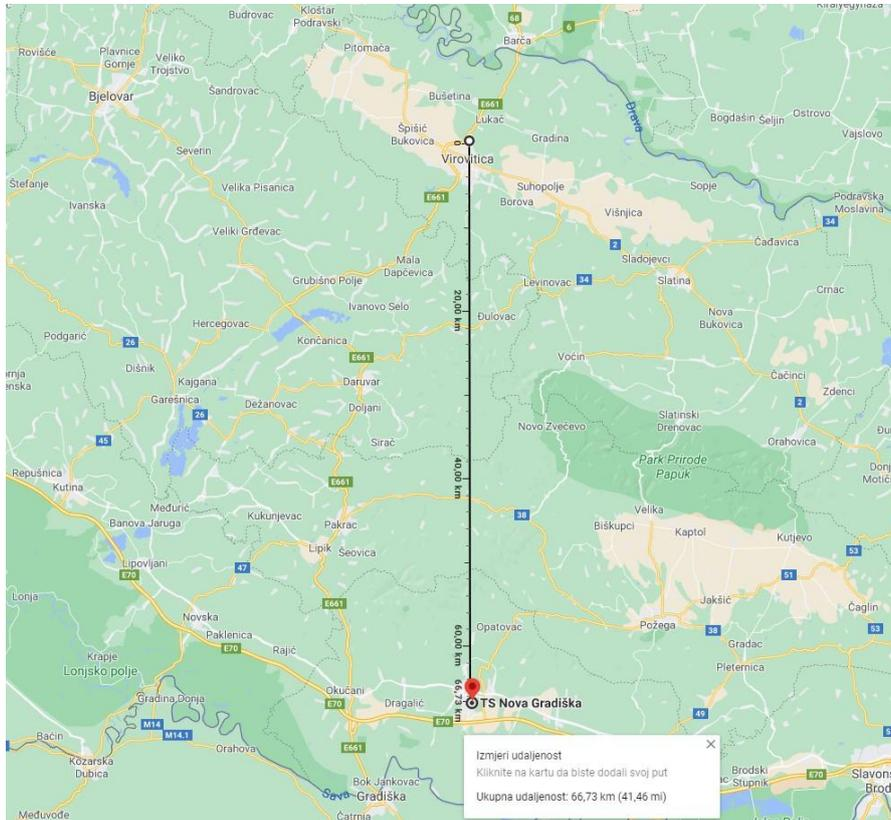 Kloštar
Podravski
Budrovac
68
6
Barča
Rovišće
Plavnice
Gornje
Veliko
Trojstvo
Pitomača
Šandrovac
Bjelovar
Bušetina
E661
Lukač
Drava
Bogdašin
Šeljin
Ostrovo
Vajslovo
Špišić
Bukovica
Gradina
0
Virovitica
Severin
Štefanje
Velika Pisanica
Suhopolje
Sopje
Ivanska
E661
Borova
Višnjica
Podravska
Moslavina
34
Veliki Grđevac
2
Čađavica
Mala
Dapčevica
Sladojevci
Grubišno Polje
Levinovac
34
Slatina
Crnac
20,00 km
Ivanovo Selo
Đulovac
Nova
Bukovica
Hercegovac
Podgarić
26
Končanica
E661
Voćin
Dišnik
Kajgana
Daruvar
Čačinci
Garešnica
Dežanovac
Doljani
Zdenci
26
2
Slatinski
Drenovac
45
Sirač
Novo Zvečevo
Orahovica
Repušnica
Park Prirode
Papuk
Kutina
40,00 km
E661
Međurić
38
Velika
Banova Jaruga
Kukunjevac
Pakrac
Biškupci
Kaptol
Kutjevo
Lipik
Šeovica
53
Lipovljani
47
51
E70
Lonja
E661
Jakšić
Čaglin
Novska
Požega
38
53
Paklenica
Opatovac
E70
Rajić
60,00 km
Gradac
Krapje
Lonjsko polje
Pleternica
66,73 km
Okučani
TS Nova Gradiška
Gradina Donja
E70
Dragalić
E70
49
M14
M14.1
Baćin
Orahova
E661
Kozarska
Dubica
Bok Jankovac
Sava
Gradiška
Međuvođe
Čatrnja
Izmjeri udaljenost
Kliknite na kartu da biste dodali svoj put
Ukupna udaljenost: 66,73 km (41,46 mi)
Brodski
Stupnik
E70
Slavons
Brod